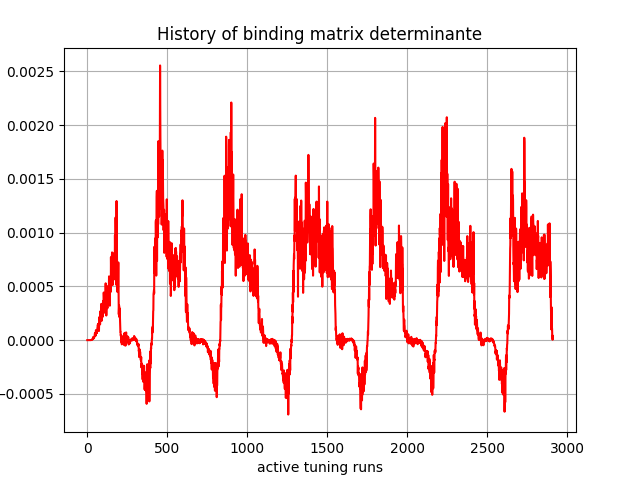 History of binding matrix determinante
0.0025
0.0020
0.0015
0.0010
0.0005
0.0000
−0.0005
0 500 1000 1500 2000 2500 3000
active tuning runs